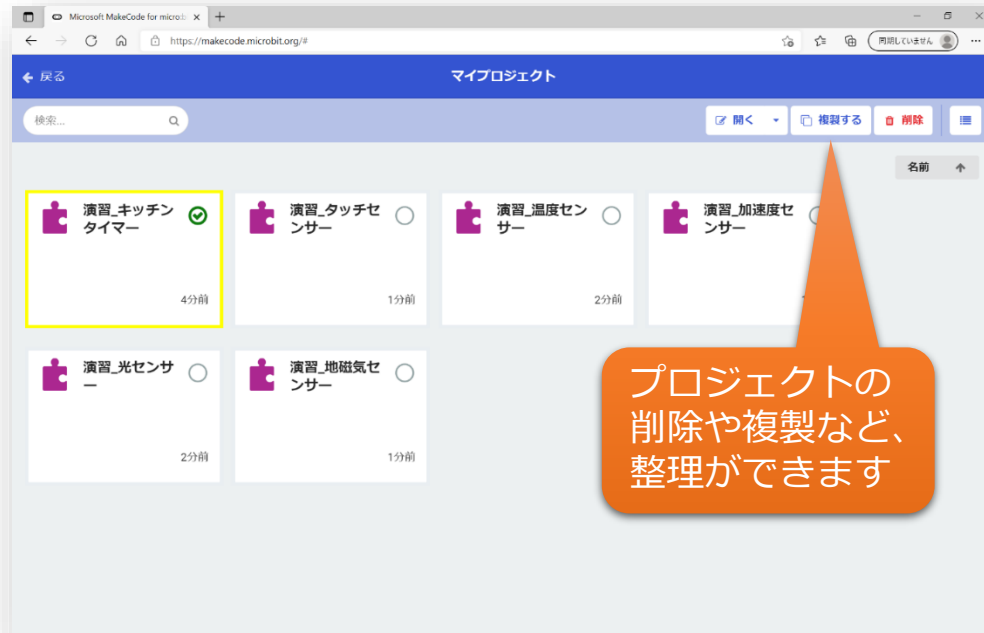 Microsoft MakeCode for micro:b
https://makecode.microbit.org/#
同期していません
戻る
マイプロジェクト
検索...
開く
複製する
削除
名前
演習_キッチン
タイマー
4分前
演習_タッチセ
ンサー
1分前
演習_温度セン
サー
2分前
演習_加速度セ
ンサー
演習_光センサ
ー
2分前
演習_地磁気セ
ンサー
1分前
プロジェクトの
削除や複製など、
整理ができます